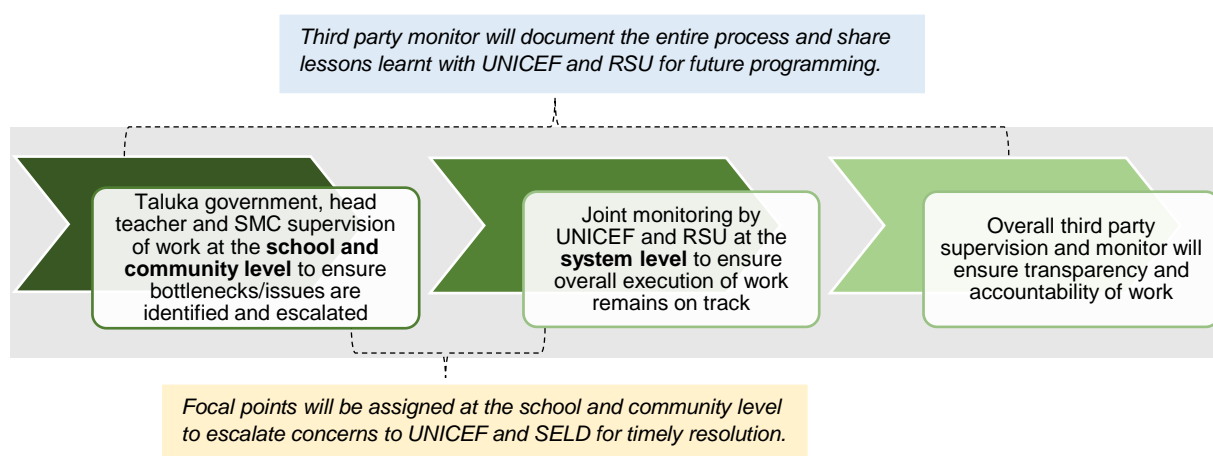 Third party monitor will document the entire process and share
lessons learnt with UNICEF and RSU for future programming.
Taluka government, head
teacher and SMC supervision
of work at the school and
community level to ensure
bottlenecks/issues are
identified and escalated
Joint monitoring by
UNICEF and RSU at the
system level to ensure
overall execution of work
remains on track
Overall third party
supervision and monitor will
ensure transparency and
accountability of work
Focal points will be assigned at the school and community level
to escalate concerns to UNICEF and SELD for timely resolution.